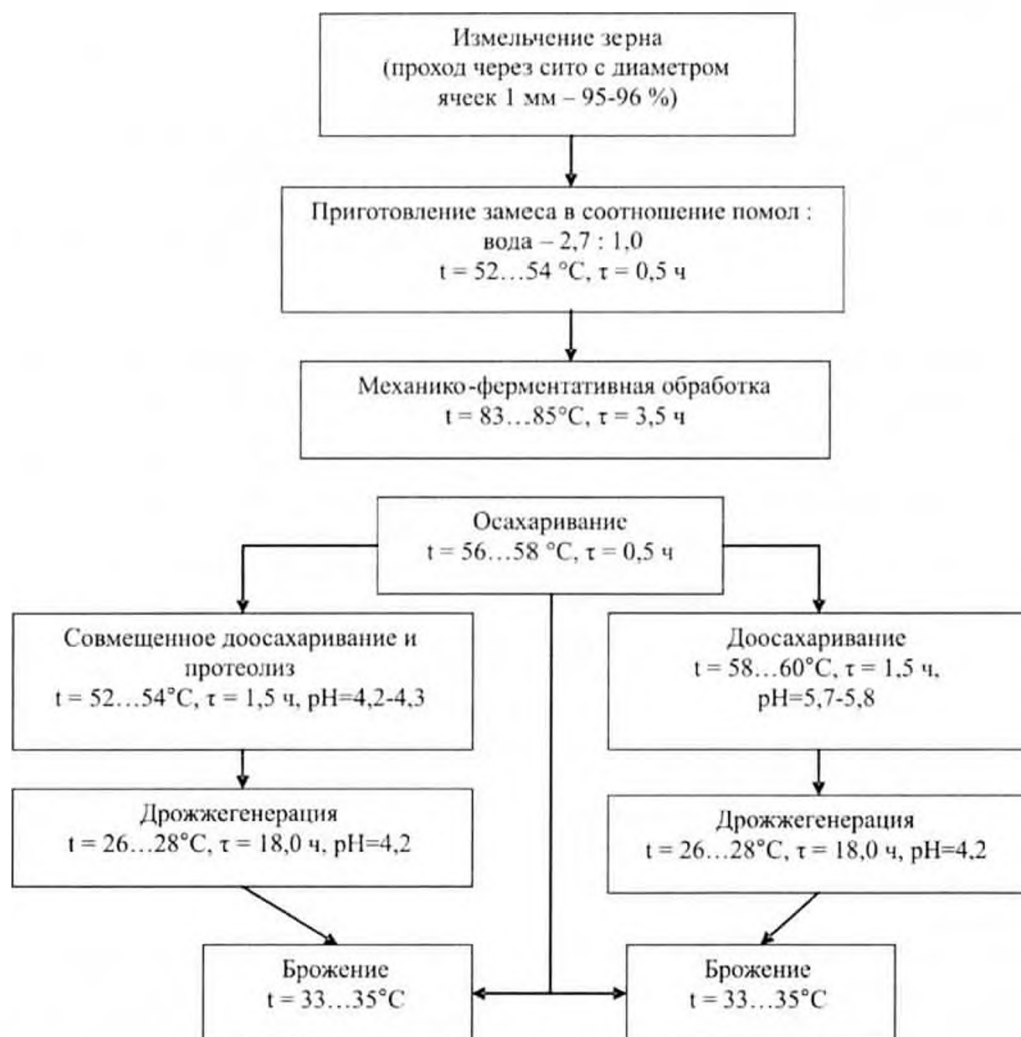 Измельчение зерна
(проход через сито с диаметром
ячеек 1 мм – 95-96 %)
Приготовление замеса в соотношение помол :
вода – 2,7 : 1,0
t = 52…54 °С, τ = 0,5 ч
Механико-ферментативная обработка
t = 83…85°С, τ = 3,5 ч
Осахаривание
t = 56…58 °С, τ = 0,5 ч
Совмещенное доосахаривание и
протеолиз
t = 52…54°С, τ = 1,5 ч, рН=4,2-4,3
Доосахаривание
t = 58…60°С, τ = 1,5 ч,
рН=5,7-5,8
Дрожжегенерация
t = 26…28°С, τ = 18,0 ч, рН=4,2
Дрожжегенерация
t = 26…28°С, τ = 18,0 ч, рН=4,2
Брожение
t = 33…35°С
Брожение
t = 33…35°С